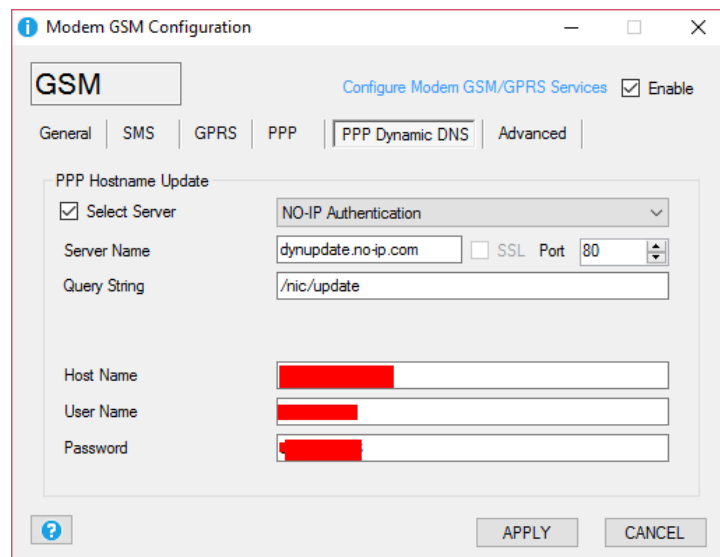 Modem GSM Configuration
GSM
Configure Modem GSM/GPRS Services Enable
General SMS GPRS PPP PPP Dynamic DNS Advanced
PPP Hostname Update
Select Server NO-IP Authentication
Server Name dynupdate.no-ip.com SSL Port 80
Query String /nic/update
Host Name
User Name
Password
APPLY CANCEL